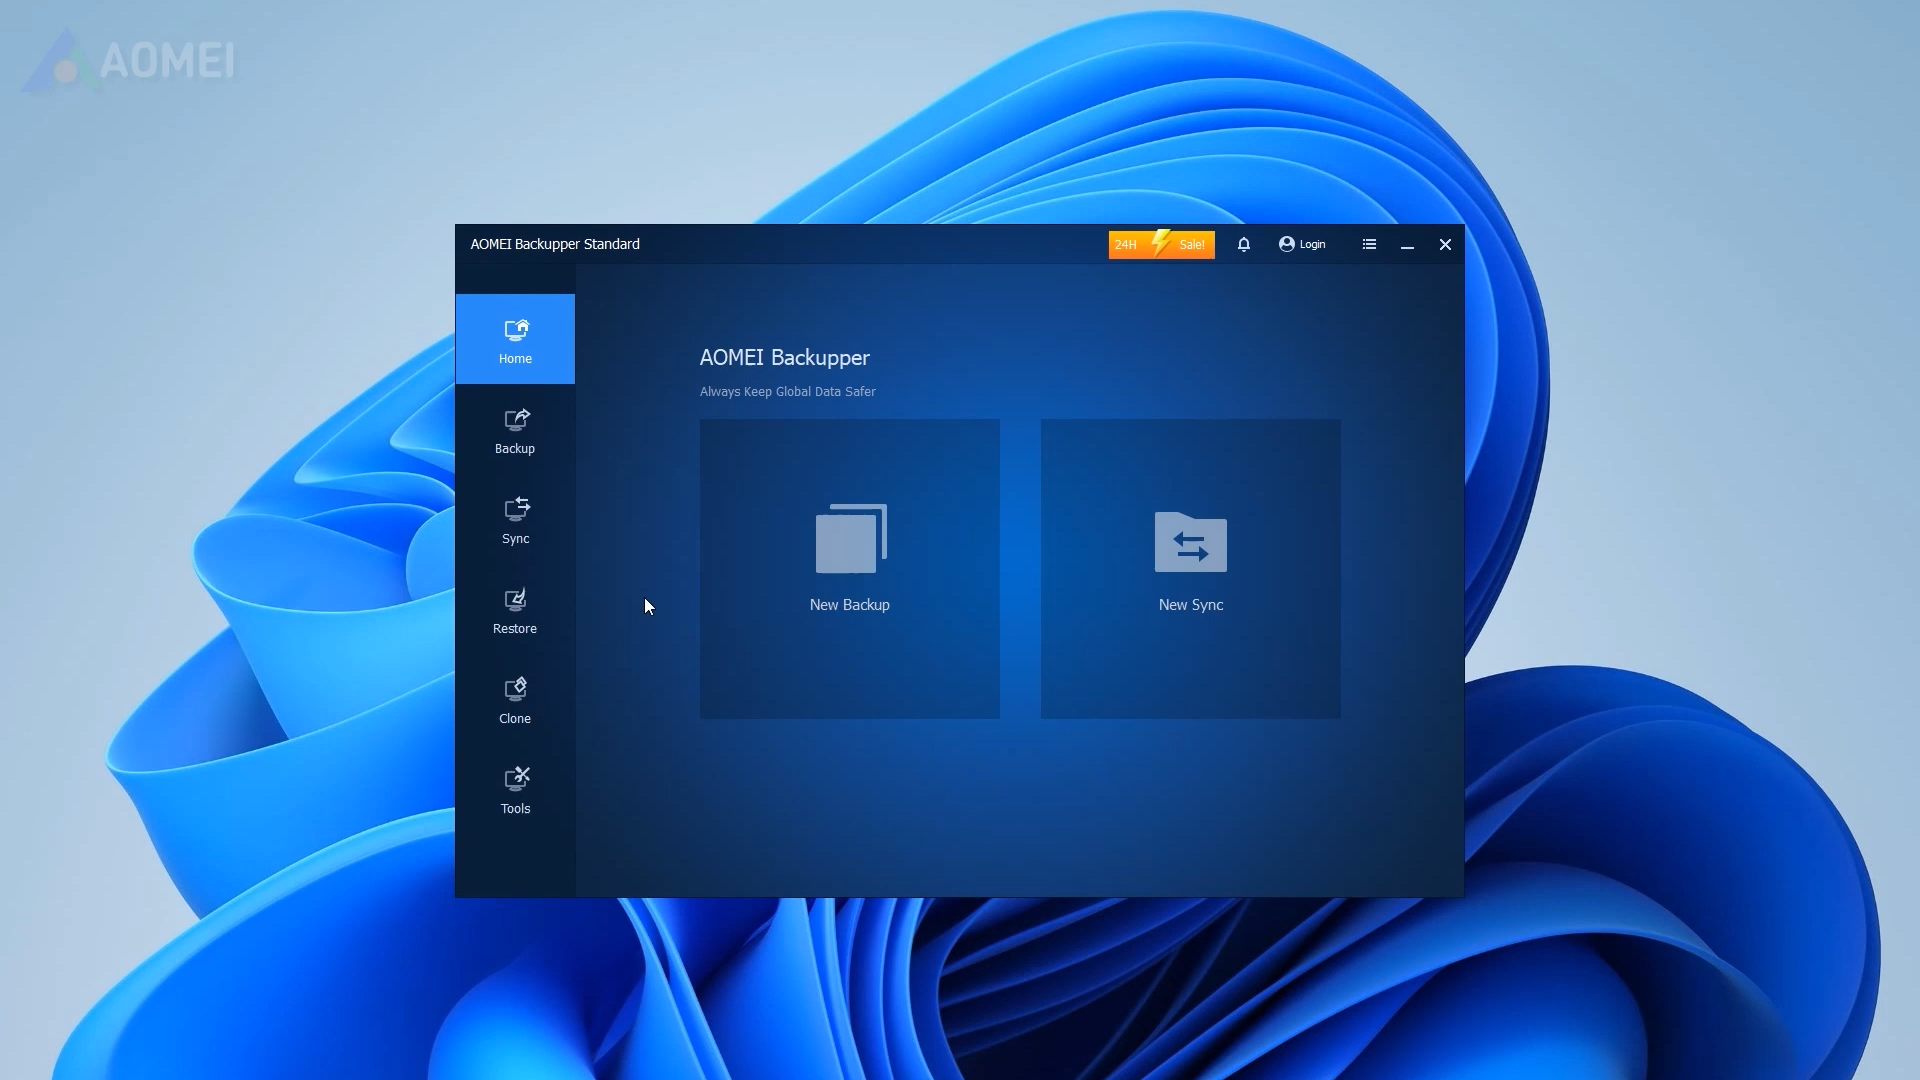 AOMEI
AOMEI Backupper Standard
24H Sale!
Login
Home
Backup
Sync
Restore
Clone
Tools
AOMEI Backupper
Always Keep Global Data Safer
New Backup
New Sync